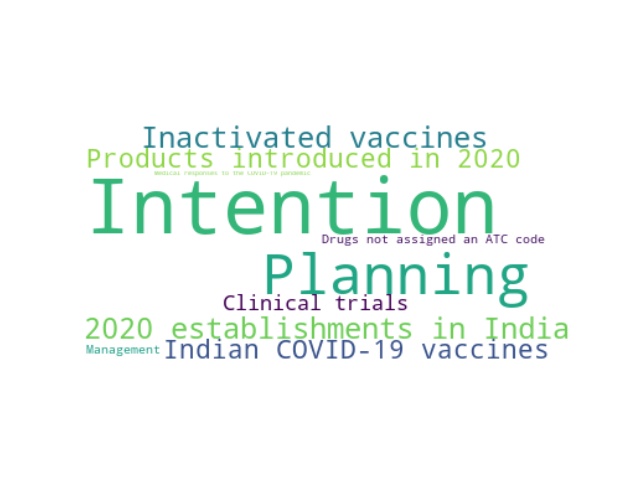 Inactivated vaccines
Products introduced in 2020
Medical responses to the COVID-19 pandemic
Intention
Drugs not assigned an ATC code
Planning
Clinical trials
2020 establishments in India
Management
Indian COVID-19 vaccines